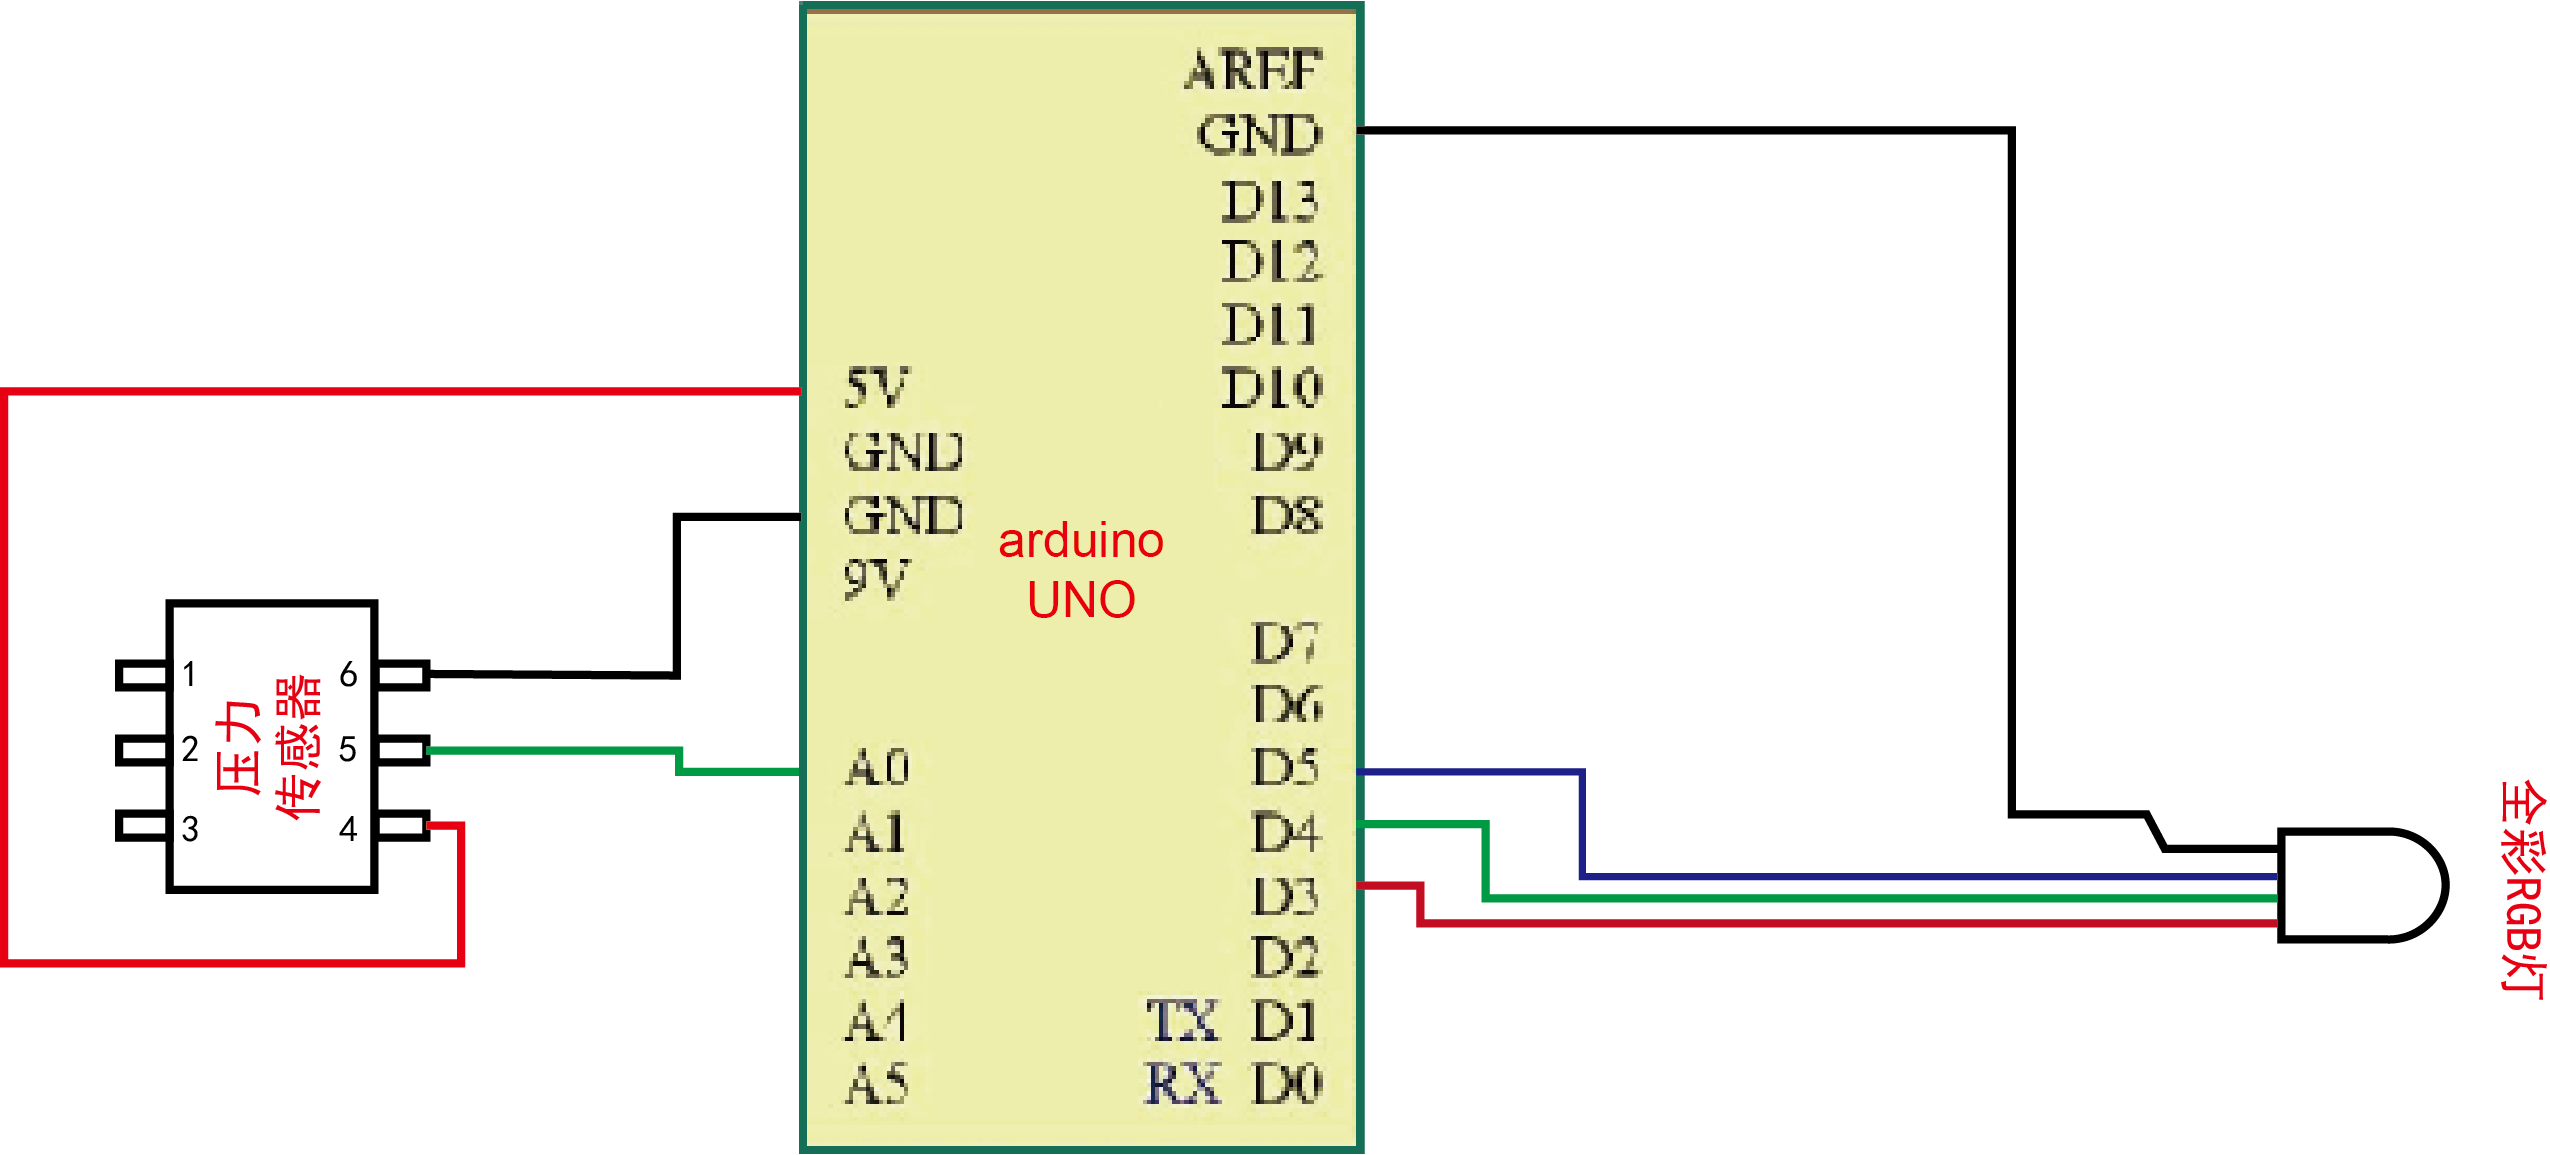 AREF
GND
D13
D12
D11
D10
D9
D8
D7
D6
D5
D4
D3
D2
TX D1
RX D0
5V
GND
GND
9V
A0
A1
A2
A3
A4
A5
arduino
UNO
1
2
3
6
5
4
压力
传感器
全彩RGB灯